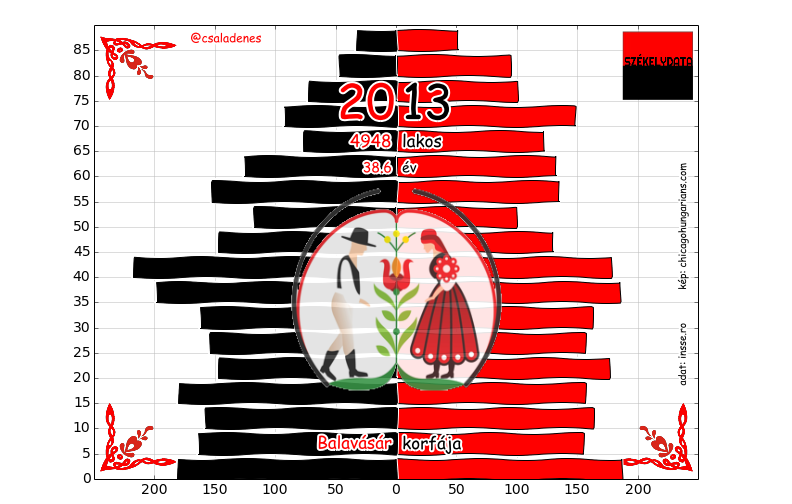 @csaladenes
SZÉKELYDATA
2013
4948 lakos
38.6 év
kép: chicagohungarians.com
adat: insse.ro
Balavásár korfája
85
80
75
70
65
60
55
50
45
40
35
30
25
20
15
10
5
0
200 150 100 50 0 50 100 150 200